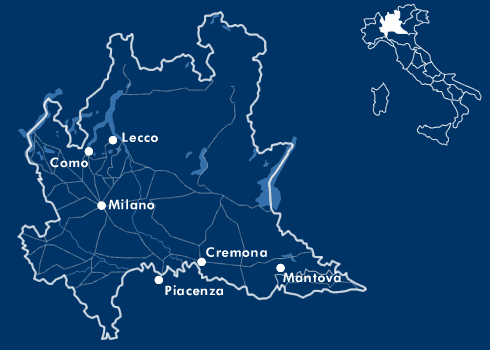 Lecco
Como
Milano
Cremona
Mantova
Piacenza